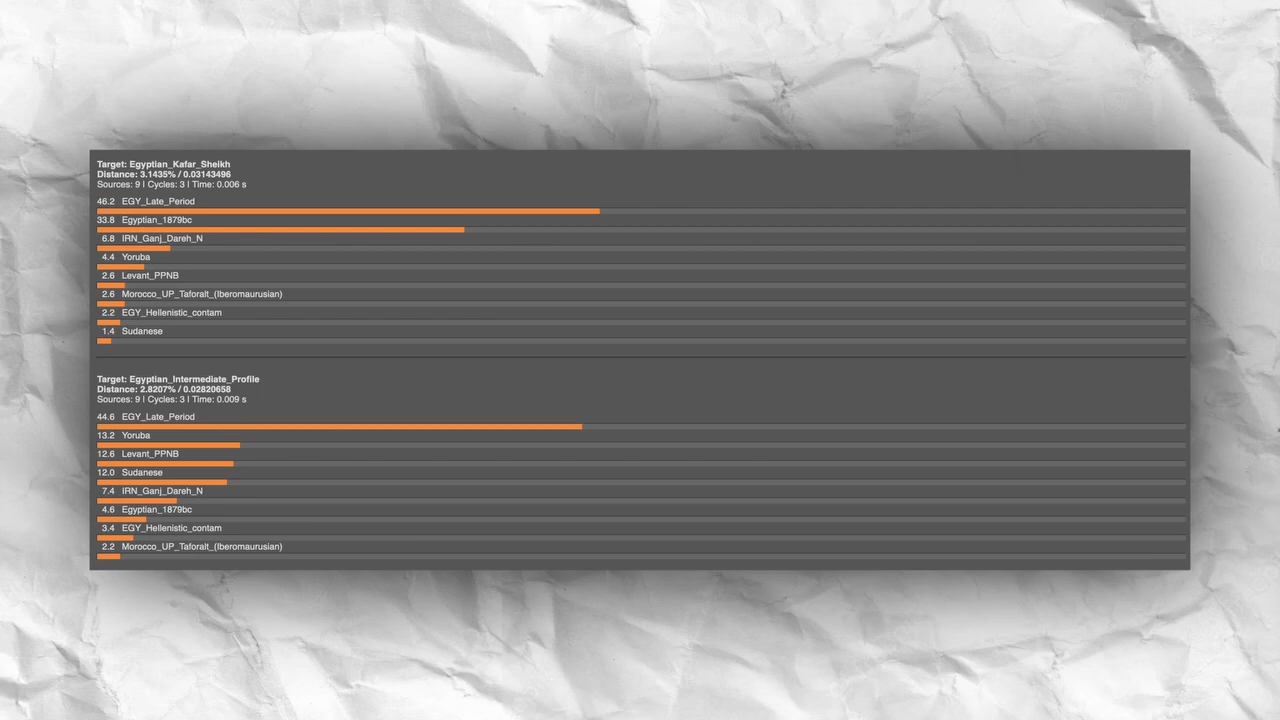 Target: Egyptian_Kafar_Sheikh
Distance: 3.1435% / 0.03143496
Sources: 9 | Cycles: 3 | Time: 0.006 s
46.2 EGY_Late_Period
33.8 Egyptian_1879bc
6.8 IRN_Ganj_Dareh_N
4.4 Yoruba
2.6 Levant_PPNB
2.6 Morocco_UP_Taforalt_(Iberomaurusian)
2.2 EGY_Hellenistic_contam
1.4 Sudanese
Target: Egyptian_Intermediate_Profile
Distance: 2.8207% / 0.02820658
Sources: 9 | Cycles: 3 | Time: 0.009 s
44.6 EGY_Late_Period
13.2 Yoruba
12.6 Levant_PPNB
12.0 Sudanese
7.4 IRN_Ganj_Dareh_N
4.6 Egyptian_1879bc
3.4 EGY_Hellenistic_contam
2.2 Morocco_UP_Taforalt_(Iberomaurusian)